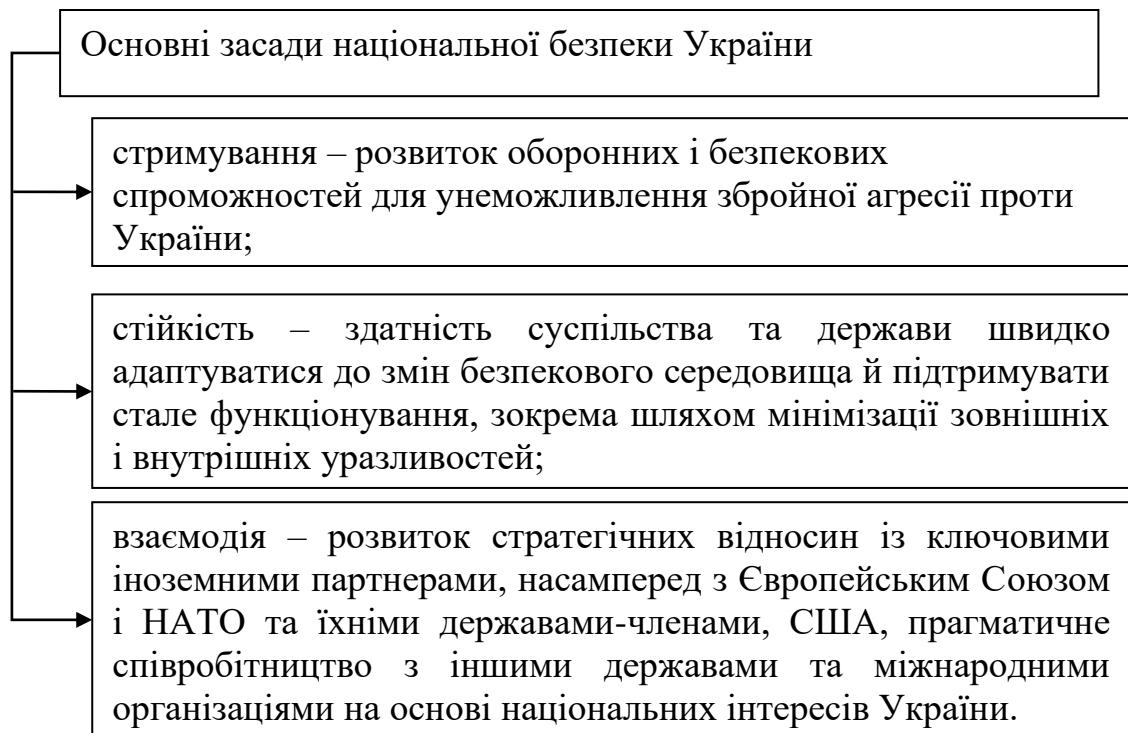 Основні засади національної безпеки України
стримування – розвиток оборонних і безпекових
спроможностей для унеможливлення збройної агресії проти
України;
стійкість – здатність суспільства та держави швидко
адаптуватися до змін безпекового середовища й підтримувати
стале функціонування, зокрема шляхом мінімізації зовнішніх
і внутрішніх уразливостей;
взаємодія – розвиток стратегічних відносин із ключовими
іноземними партнерами, насамперед з Європейським Союзом
і НАТО та їхніми державами-членами, США, прагматичне
співробітництво з іншими державами та міжнародними
організаціями на основі національних інтересів України.